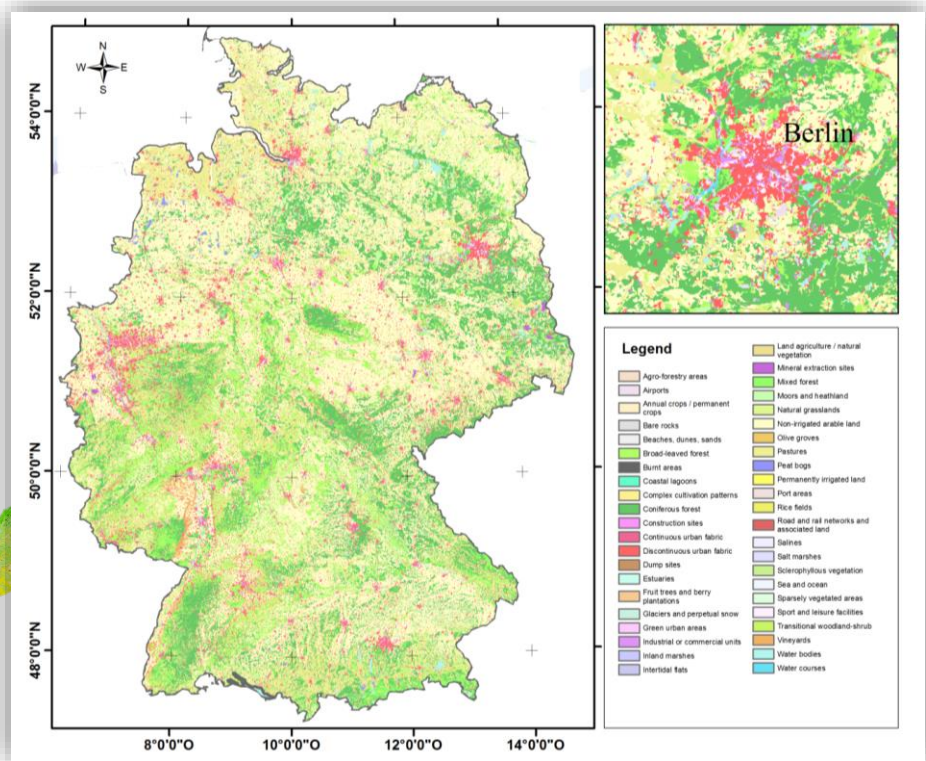 N
W E
S
54°0'0"N
52°0'0"N
50°0'0"N
48°0'0"N
8°0'0"O 10°0'0"O 12°0'0"O 14°0'0"O
Berlin
Legend
Agro-forestry areas
Airports
Annual crops / permanent
crops
Bare rocks
Beaches, dunes, sands
Broad-leaved forest
Burnt areas
Coastal lagoons
Complex cultivation patterns
Coniferous forest
Construction sites
Continuous urban fabric
Discontinuous urban fabric
Dump sites
Estuaries
Fruit trees and berry
plantations
Glaciers and perpetual snow
Green urban areas
Industrial or commercial units
Inland marshes
Intertidal flats
Land agriculture / natural
vegetation
Mineral extraction sites
Mixed forest
Moors and heathland
Natural grasslands
Non-irrigated arable land
Olive groves
Pastures
Peat bogs
Permanently irrigated land
Port areas
Rice fields
Road and rail networks and
associated land
Salines
Salt marshes
Sclerophyllous vegetation
Sea and ocean
Sparsely vegetated areas
Sport and leisure facilities
Transitional woodland-shrub
Vineyards
Water bodies
Water courses